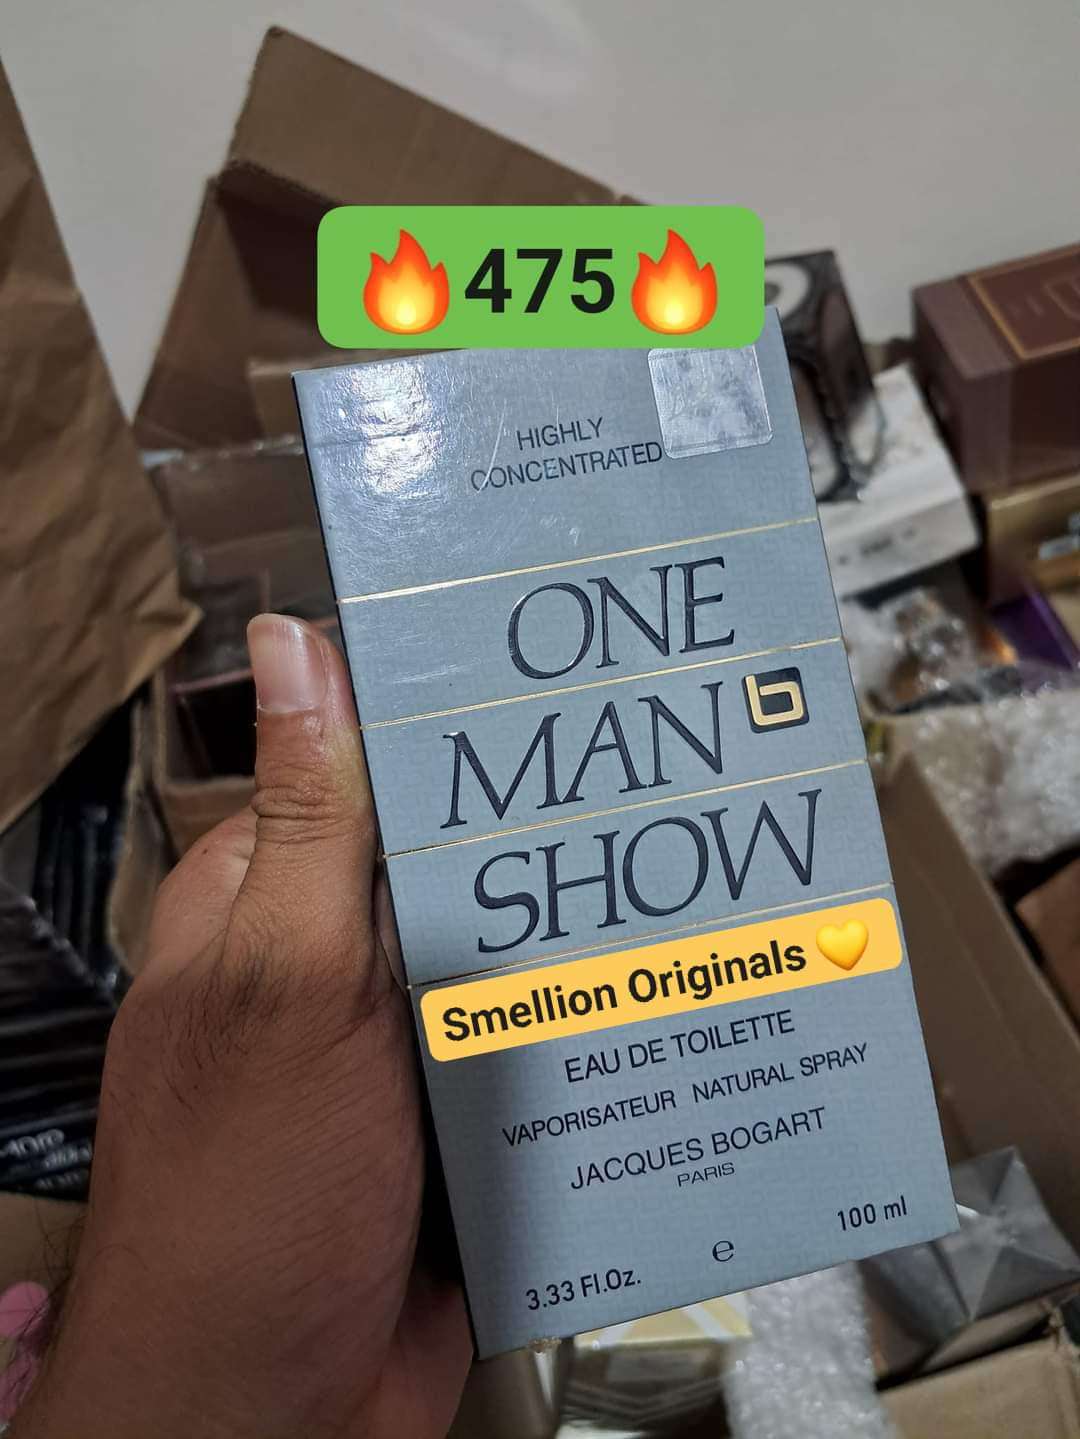 🔥475🔥
HIGHLY
CONCENTRATED
ONE
MAN b
SHOW
Smellion Originals 💛
EAU DE TOILETTE
VAPORISATEUR NATURAL SPRAY
JACQUES BOGART
PARIS
100 ml
e
3.33 Fl.Oz.